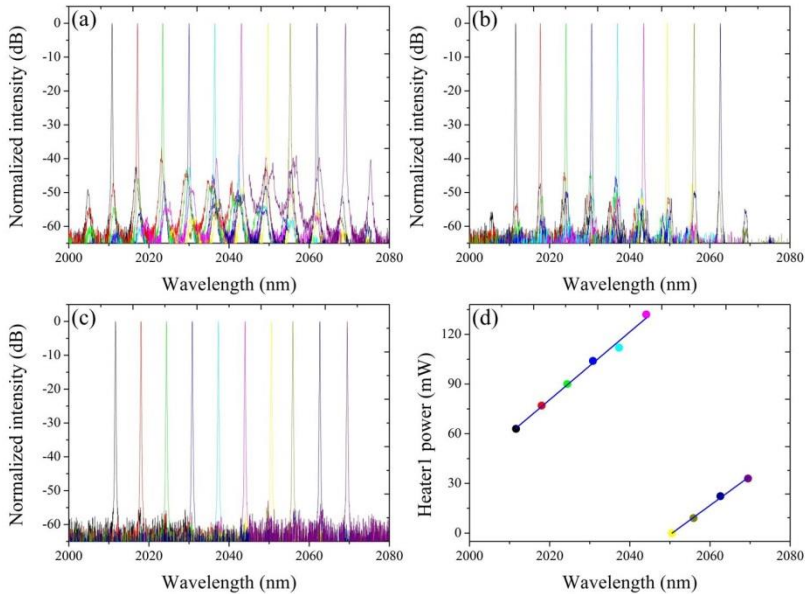 (a)
Normalized intensity (dB)
0
-10
-20
-30
-40
-50
-60
2000 2020 2040 2060 2080
Wavelength (nm)
(b)
Normalized intensity (dB)
0
-10
-20
-30
-40
-50
-60
2000 2020 2040 2060 2080
Wavelength (nm)
(c)
Normalized intensity (dB)
0
-10
-20
-30
-40
-50
-60
2000 2020 2040 2060 2080
Wavelength (nm)
(d)
Heater1 power (mW)
120
90
60
30
0
2000 2020 2040 2060 2080
Wavelength (nm)